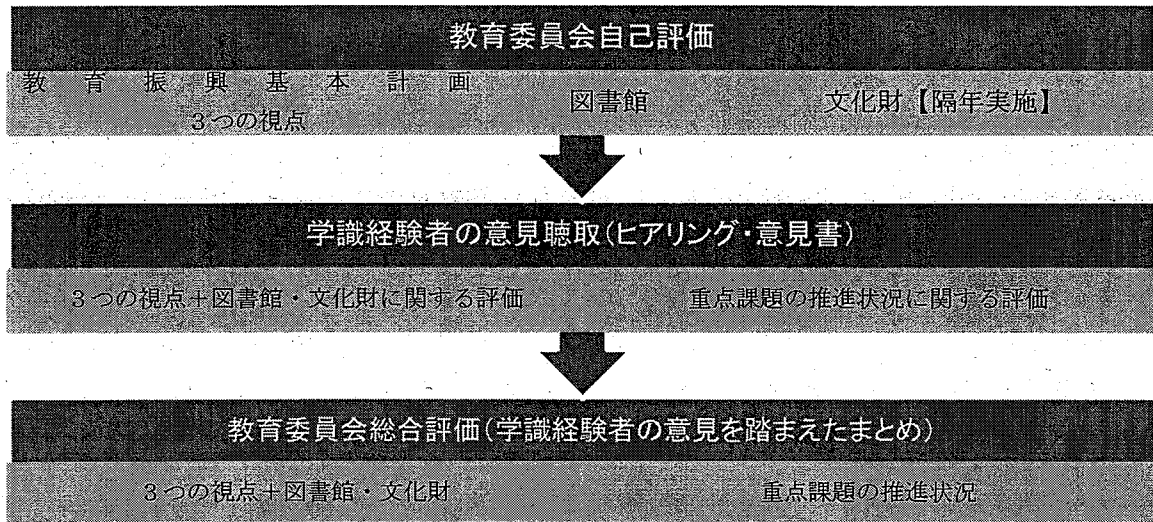 教育委員会自己評価
教育振興基本計画
3つの視点
図書館
文化財【隔年実施】
学識経験者の意見聴取(ヒアリング・意見書)
3つの視点+図書館・文化財に関する評価
重点課題の推進状況に関する評価
教育委員会総合評価(学識経験者の意見を踏まえたまとめ)
3つの視点+図書館・文化財
重点課題の推進状況